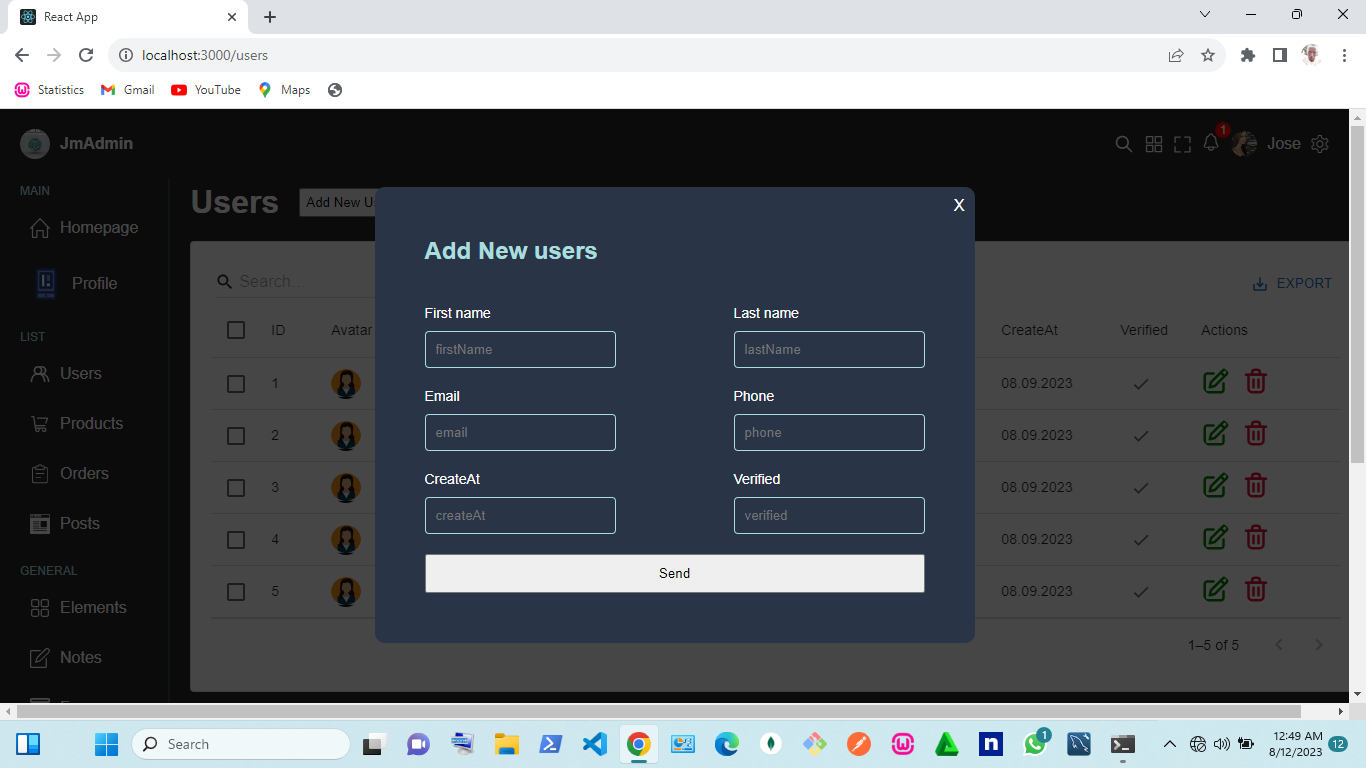 React App
localhost:3000/users
Statistics Gmail YouTube Maps
JmAdmin
1
Jose
MAIN
Homepage
Profile
LIST
Users
Products
Orders
Posts
GENERAL
Elements
Notes
Users
Search...
EXPORT
ID Avatar CreateAt Verified Actions
1 08.09.2023
2 08.09.2023
3 08.09.2023
4 08.09.2023
5 08.09.2023
1–5 of 5
X
Add New users
First name Last name
firstName lastName
Email Phone
email phone
CreateAt Verified
createAt verified
Send
Search
1
12:49 AM
8/12/2023
12